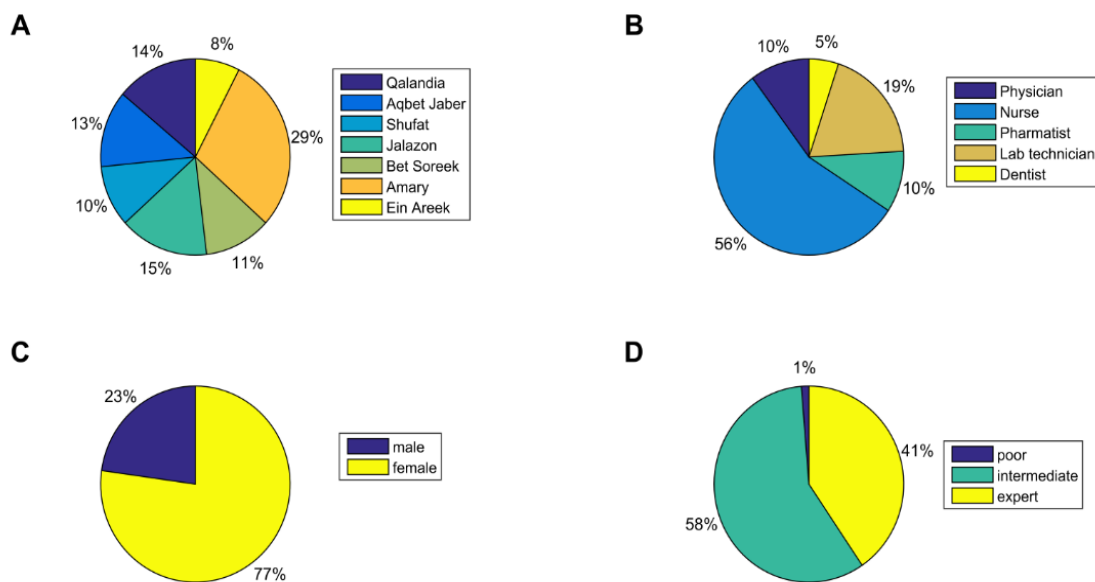 A
14%
8%
13%
29%
10%
15%
11%
Qalandia
Aqbet Jaber
Shufat
Jalazon
Bet Soreek
Amary
Ein Areek
B
10%
5%
19%
10%
56%
Physician
Nurse
Pharmatist
Lab technician
Dentist
C
23%
77%
male
female
D
1%
41%
58%
poor
intermediate
expert